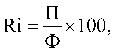 Ri = П/Ф × 100,